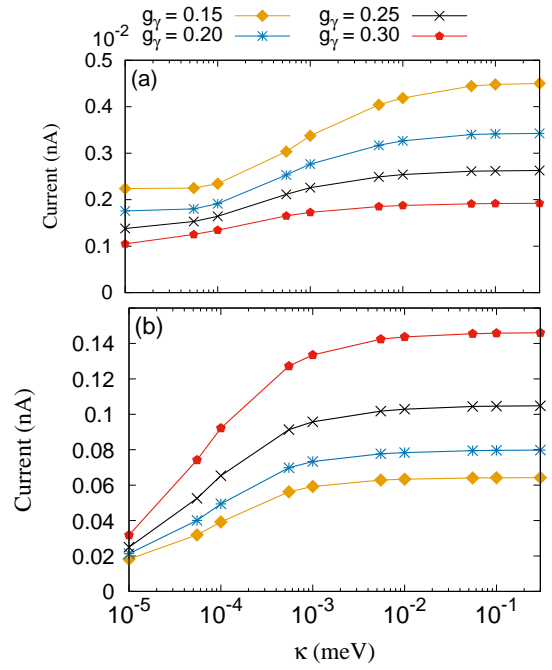 g_γ = 0.15 g_γ = 0.25
g_γ = 0.20 g_γ = 0.30
10^-2
(a)
0.5
0.4
0.3
0.2
0.1
0
Current (nA)
(b)
0.14
0.12
0.1
0.08
0.06
0.04
0.02
0
Current (nA)
10^-5 10^-4 10^-3 10^-2 10^-1
κ (meV)